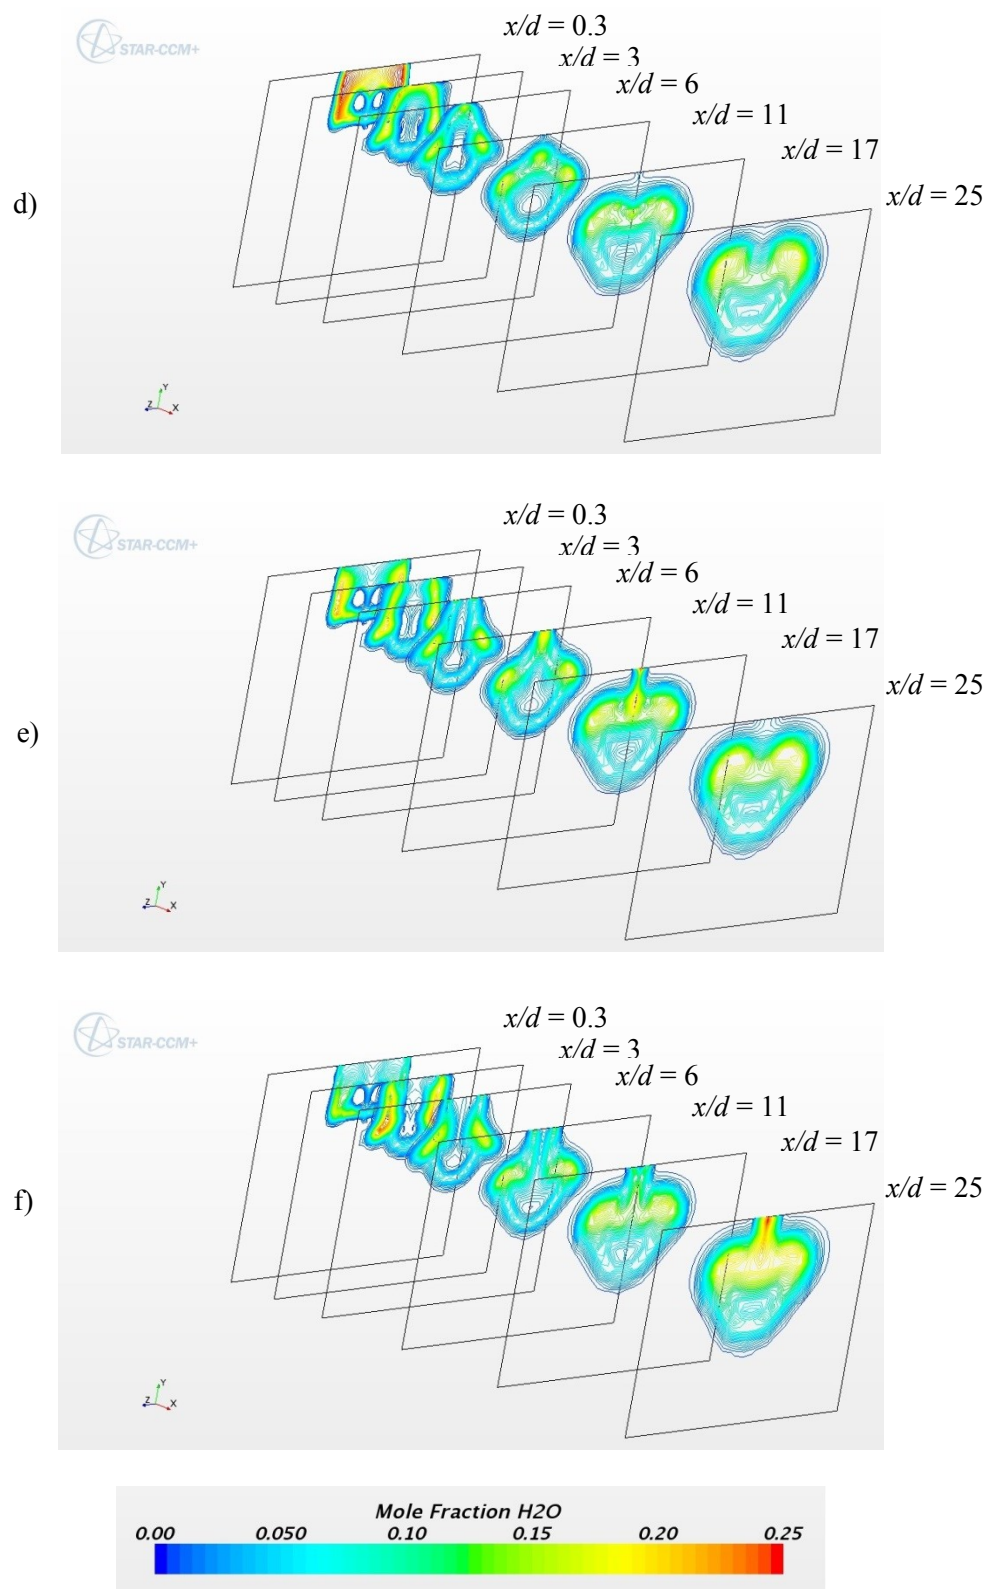 STAR-CCM+
x/d = 0.3
x/d = 3
x/d = 6
x/d = 11
x/d = 17
x/d = 25
d)
Y
Z X
STAR-CCM+
x/d = 0.3
x/d = 3
x/d = 6
x/d = 11
x/d = 17
x/d = 25
e)
Y
Z X
STAR-CCM+
x/d = 0.3
x/d = 3
x/d = 6
x/d = 11
x/d = 17
x/d = 25
f)
Y
Z X
Mole Fraction H2O
0.00 0.050 0.10 0.15 0.20 0.25